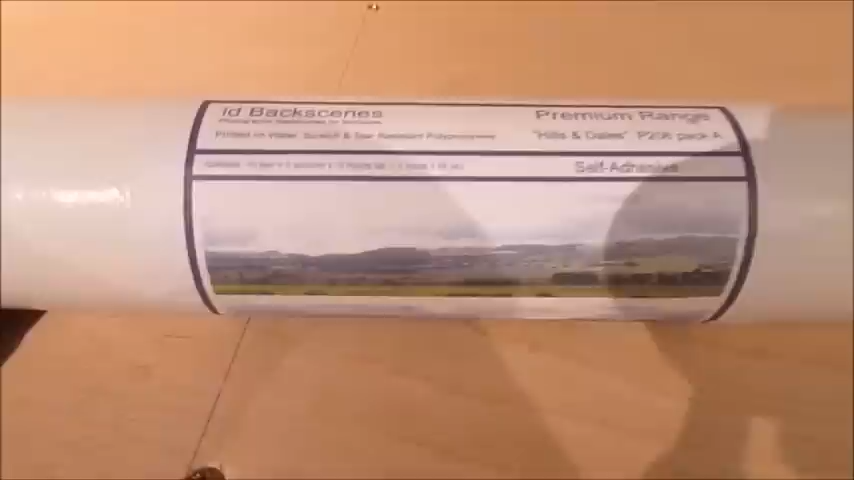 id Backscenes Premium Range
Printed on Water, Scratch & Tear Resistant Polypropylene "Hills & Dales" P206 pack A
Self-Adhesive